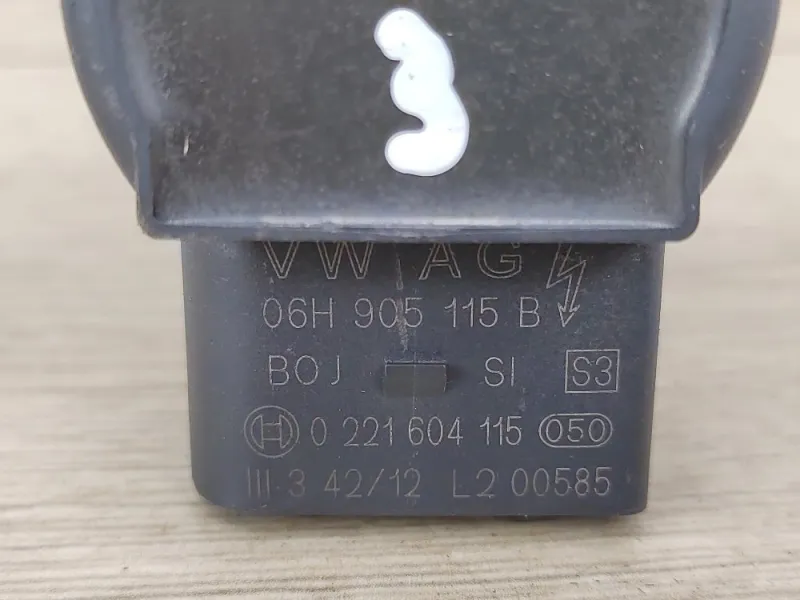 3
VW AG
06H 905 115 B
BOJ SI S3
0 221 604 115 050
III 3 42/12 L2 00585